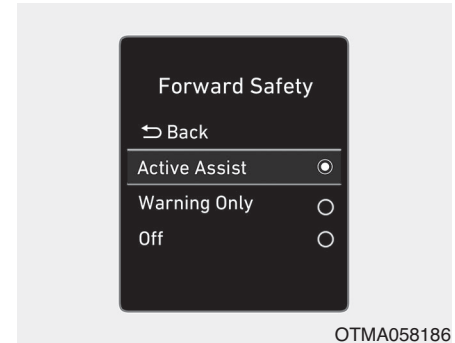 Forward Safety
Back
Active Assist
Warning Only
Off
OTMA058186